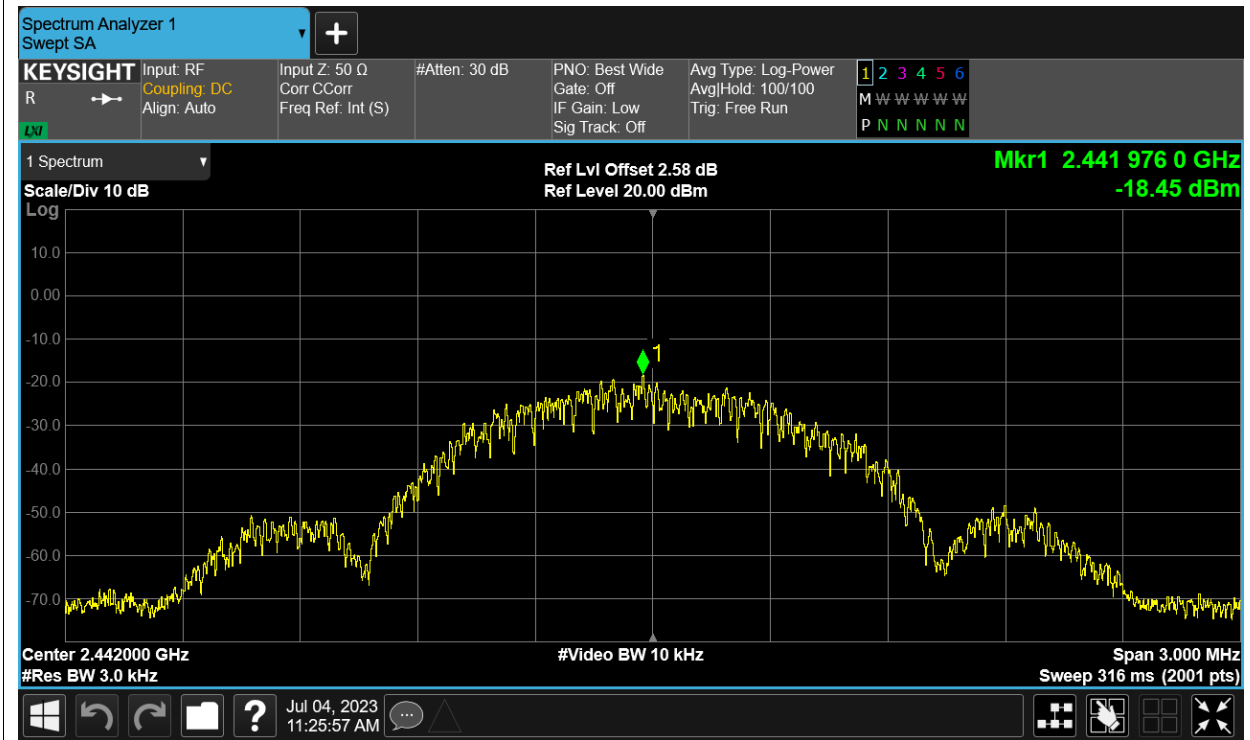 Spectrum Analyzer 1
Swept SA
+
KEYSIGHT
R
LXI
Input: RF
Coupling: DC
Align: Auto
Input Z: 50 Ω
Corr CCorr
Freq Ref: Int (S)
#Atten: 30 dB
PNO: Best Wide
Gate: Off
IF Gain: Low
Sig Track: Off
Avg Type: Log-Power
Avg|Hold: 100/100
Trig: Free Run
1 2 3 4 5 6
M W W W W W
P N N N N N
1 Spectrum
Scale/Div 10 dB
Log
Ref Lvl Offset 2.58 dB
Ref Level 20.00 dBm
Mkr1 2.441 976 0 GHz
-18.45 dBm
10.0
0.00
-10.0
1
-20.0
-30.0
-40.0
-50.0
-60.0
-70.0
Center 2.442000 GHz
#Res BW 3.0 kHz
#Video BW 10 kHz
Span 3.000 MHz
Sweep 316 ms (2001 pts)
?
Jul 04, 2023
11:25:57 AM